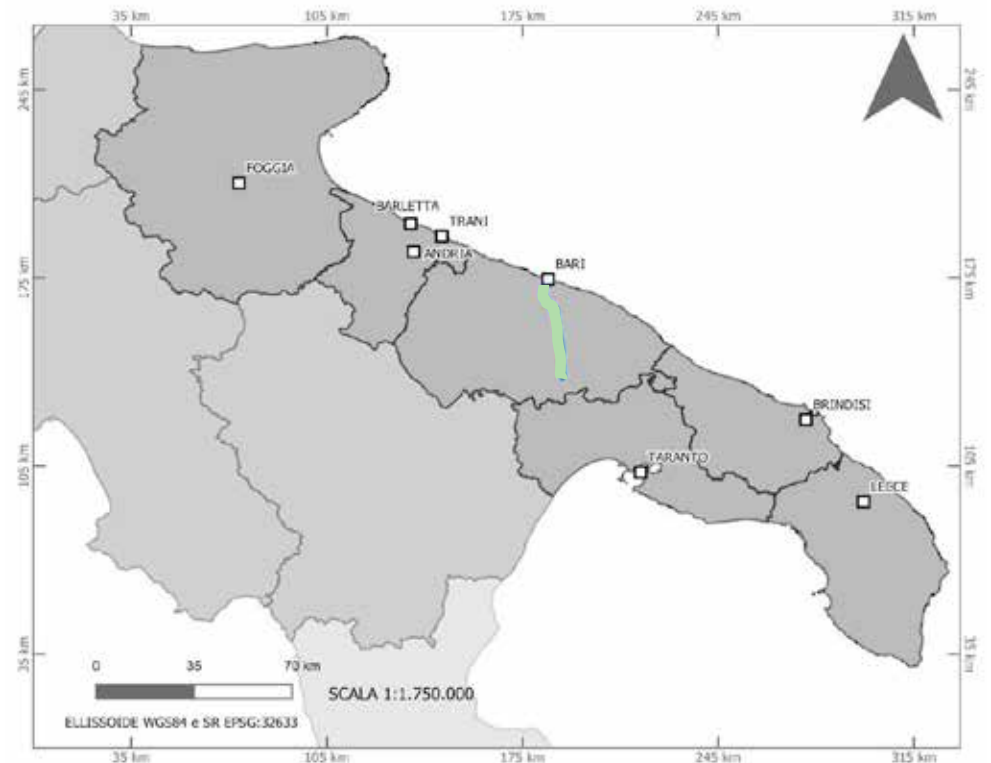 35 km 105 km 175 km 245 km 315 km
245 km 245 km
FOGGIA
BARLETTA
TRANI
ANDRIA
BARI
175 km 175 km
BRINDISI
TARANTO
105 km 105 km
LECCE
35 km 35 km
0 35 70 km
SCALA 1:1.750.000
ELLISSOIDE WGS84 e SR EPSG:32633
35 km 105 km 175 km 245 km 315 km